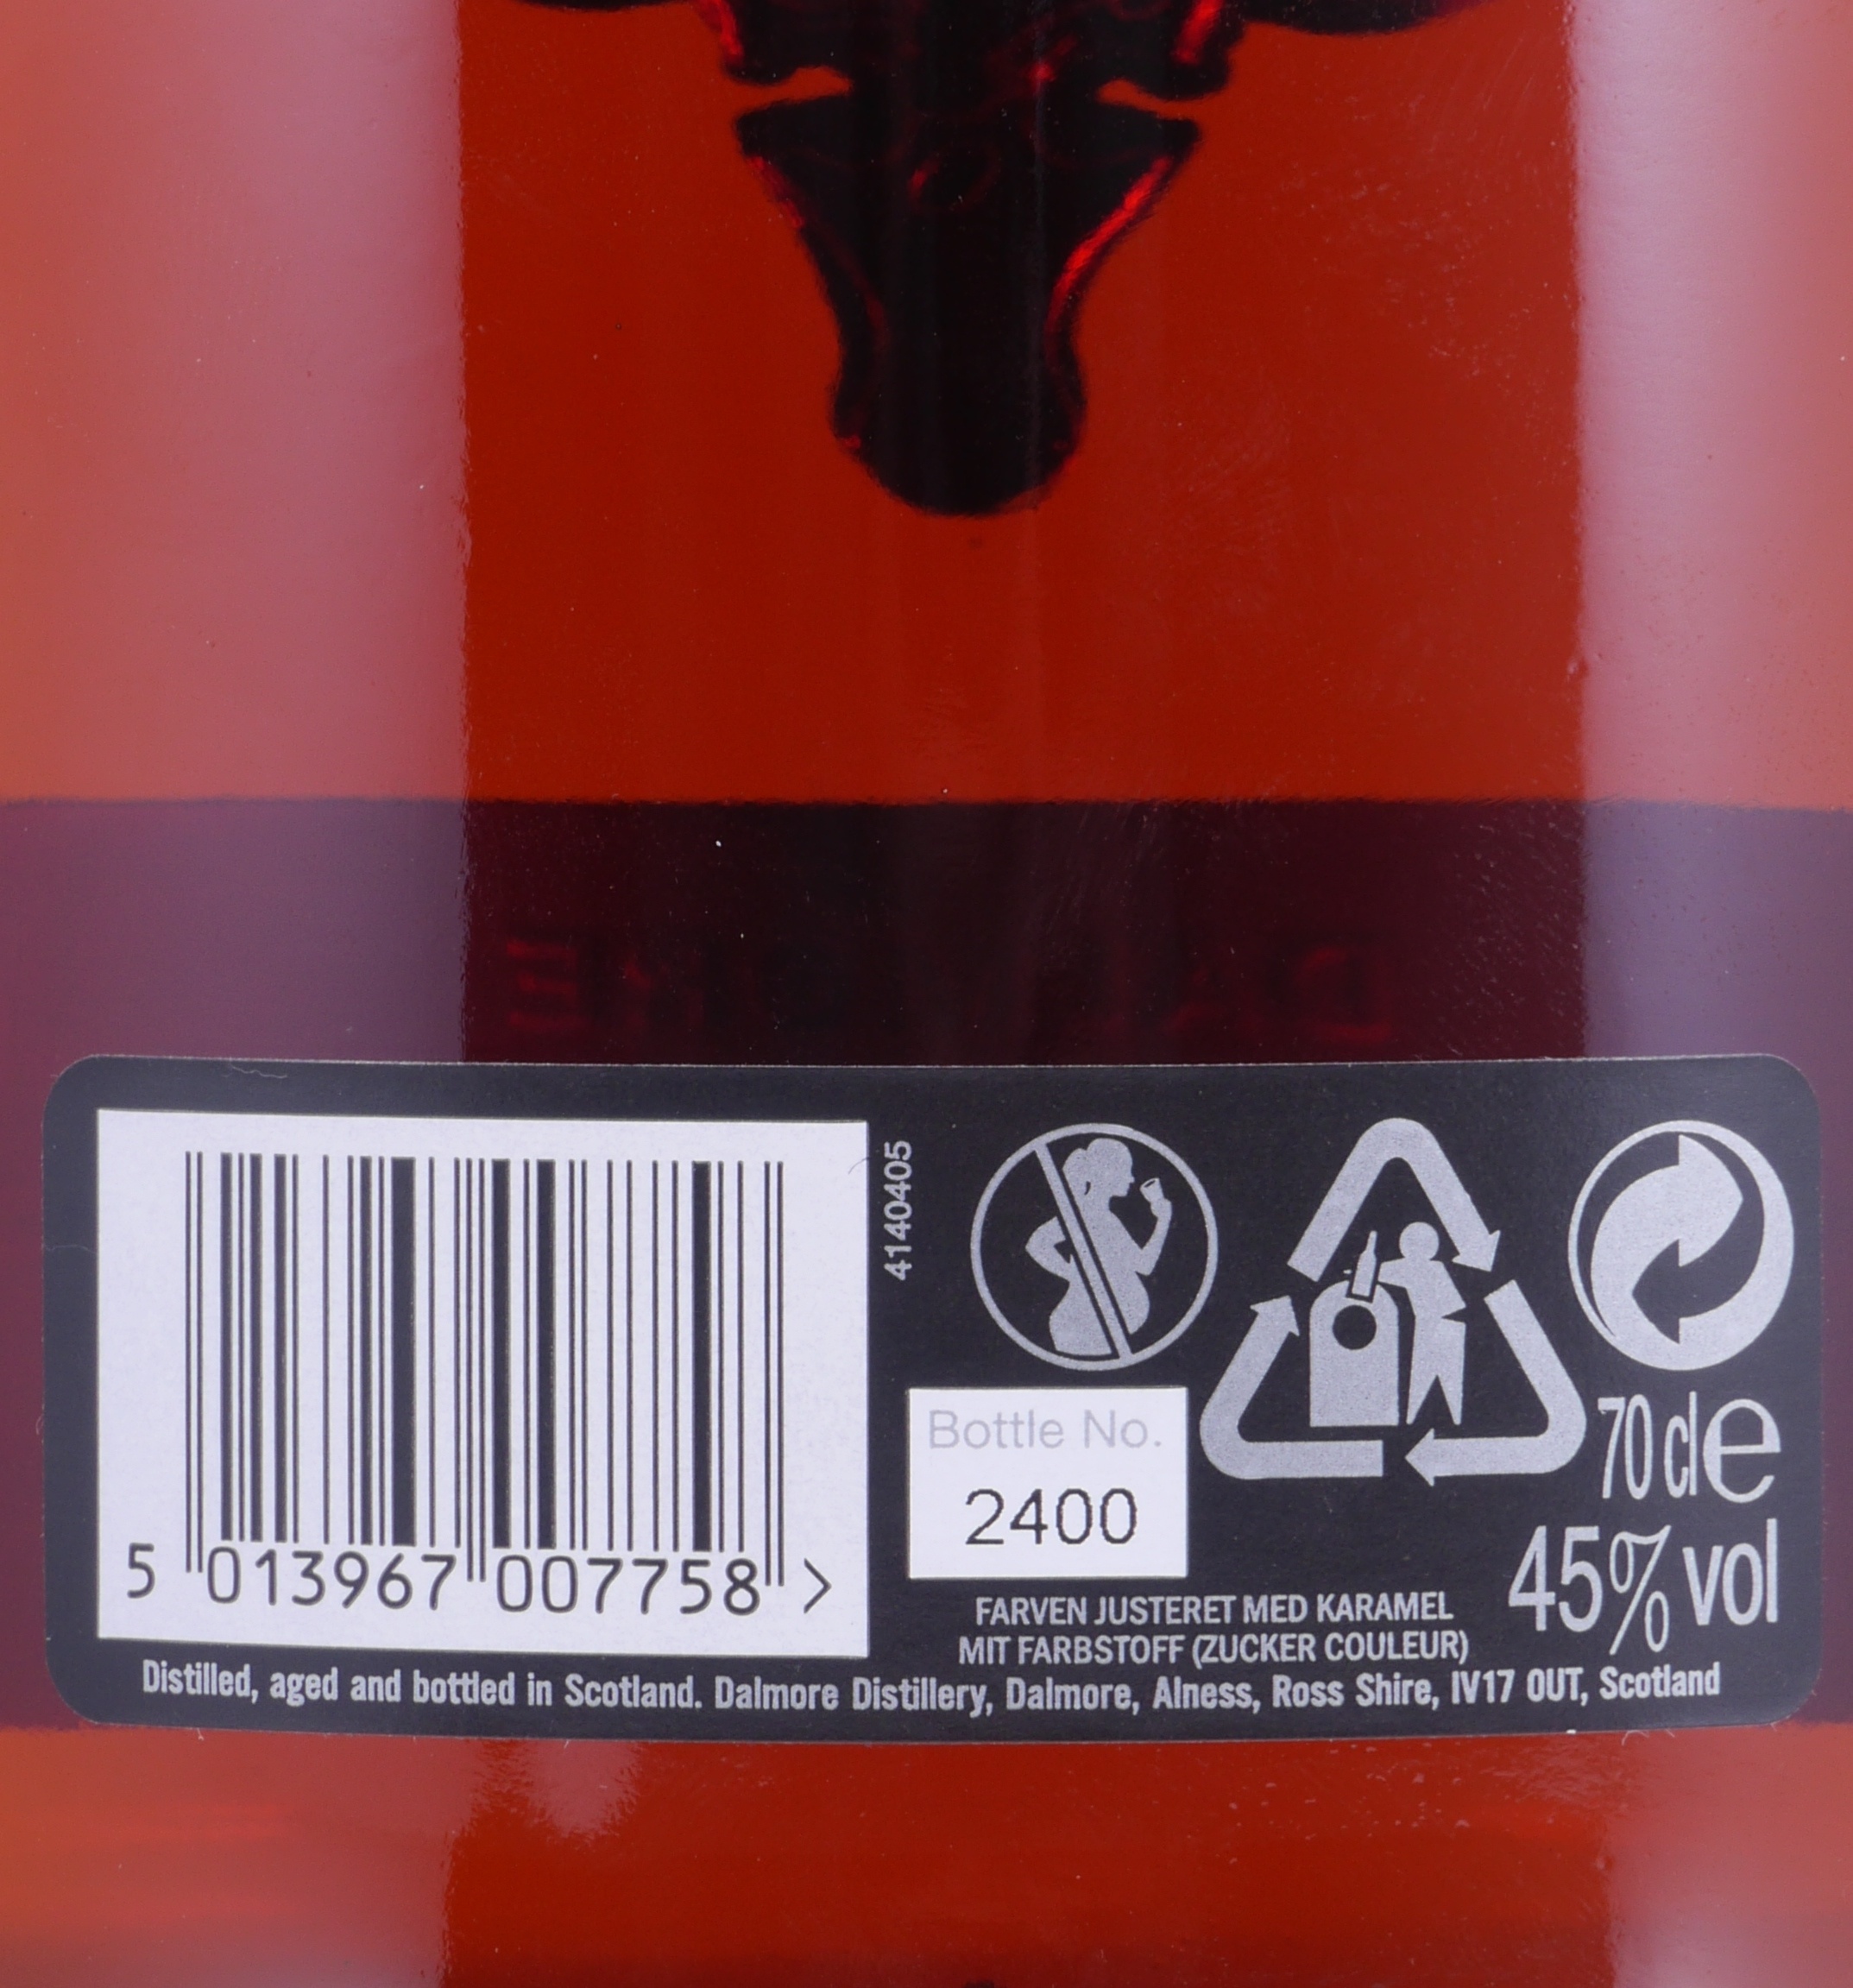 4140405
Bottle No.
2400
70 cl e
45% vol
5 013967 007758 >
FARVEN JUSTERET MED KARAMEL
MIT FARBSTOFF (ZUCKER COULEUR)
Distilled, aged and bottled in Scotland. Dalmore Distillery, Dalmore, Alness, Ross Shire, IV17 0UT, Scotland